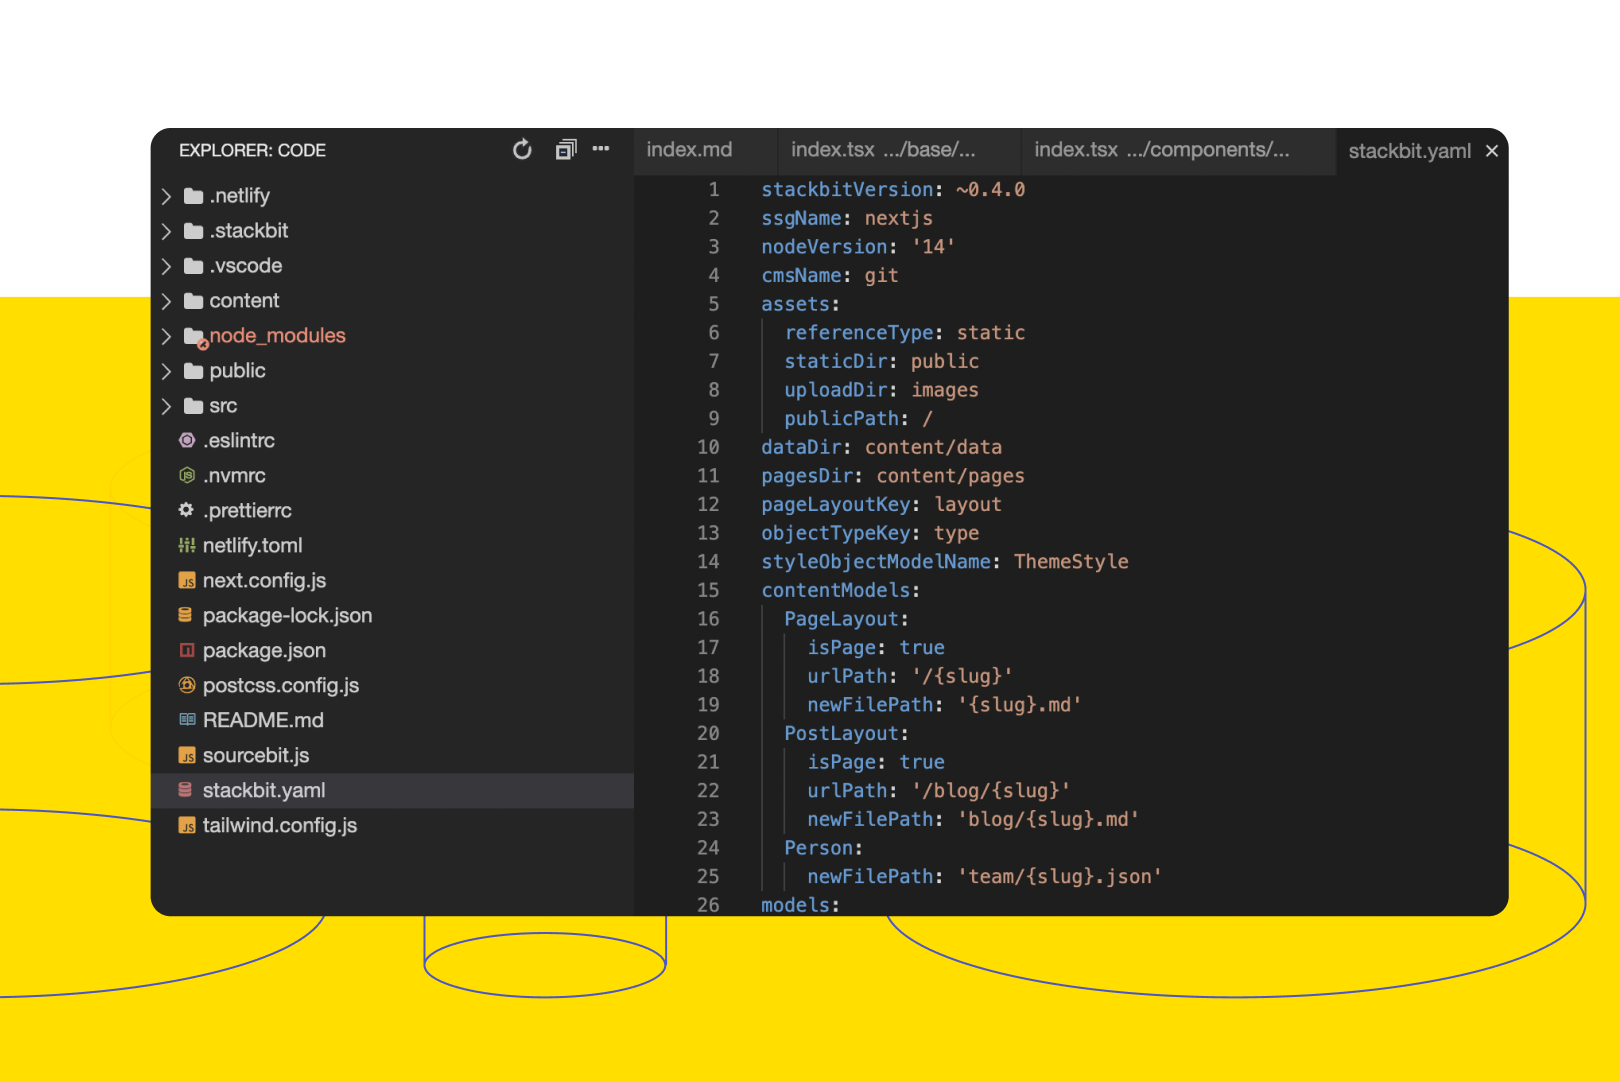 EXPLORER: CODE
.netlify
.stackbit
.vscode
content
node_modules
public
src
.eslintrc
.nvmrc
.prettierrc
netlify.toml
next.config.js
package-lock.json
package.json
postcss.config.js
README.md
sourcebit.js
stackbit.yaml
tailwind.config.js
index.md index.tsx .../base/... index.tsx .../components/... stackbit.yaml
1 stackbitVersion: ~0.4.0
2 ssgName: nextjs
3 nodeVersion: '14'
4 cmsName: git
5 assets:
6 referenceType: static
7 staticDir: public
8 uploadDir: images
9 publicPath: /
10 dataDir: content/data
11 pagesDir: content/pages
12 pageLayoutKey: layout
13 objectTypeKey: type
14 styleObjectModelName: ThemeStyle
15 contentModels:
16 PageLayout:
17 isPage: true
18 urlPath: '/{slug}'
19 newFilePath: '{slug}.md'
20 PostLayout:
21 isPage: true
22 urlPath: '/blog/{slug}'
23 newFilePath: 'blog/{slug}.md'
24 Person:
25 newFilePath: 'team/{slug}.json'
26 models: